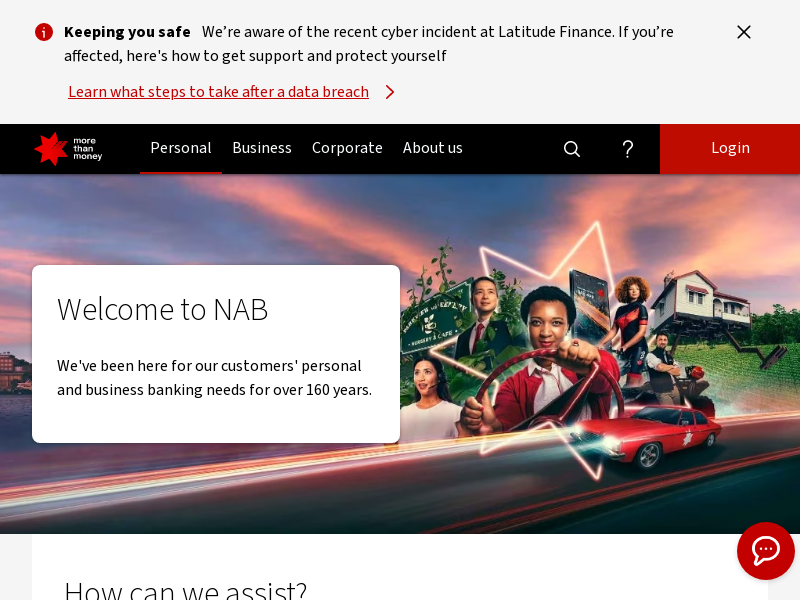 Keeping you safe We’re aware of the recent cyber incident at Latitude Finance. If you’re
affected, here's how to get support and protect yourself
Learn what steps to take after a data breach
more
than
money
Personal Business Corporate About us
Login
Welcome to NAB
We've been here for our customers' personal
and business banking needs for over 160 years.
NURSERY & CAFE
How can we assist?